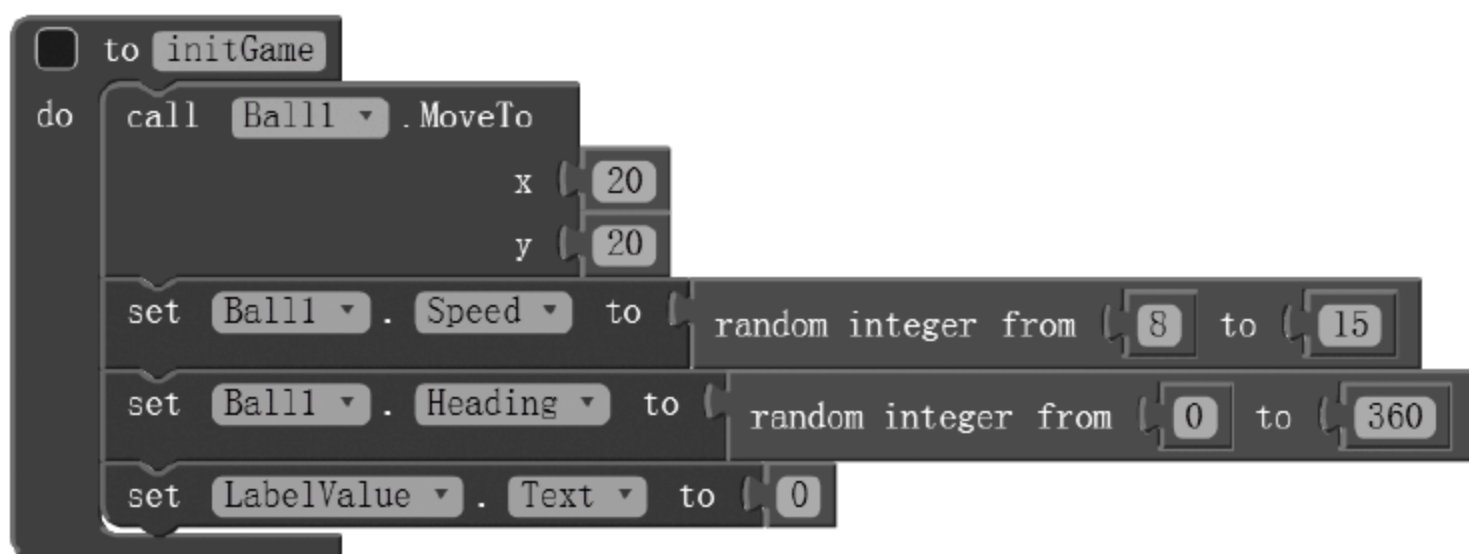 to initGame
do call Ball1 .MoveTo
x 20
y 20
set Ball1 . Speed to random integer from 8 to 15
set Ball1 . Heading to random integer from 0 to 360
set LabelValue . Text to 0